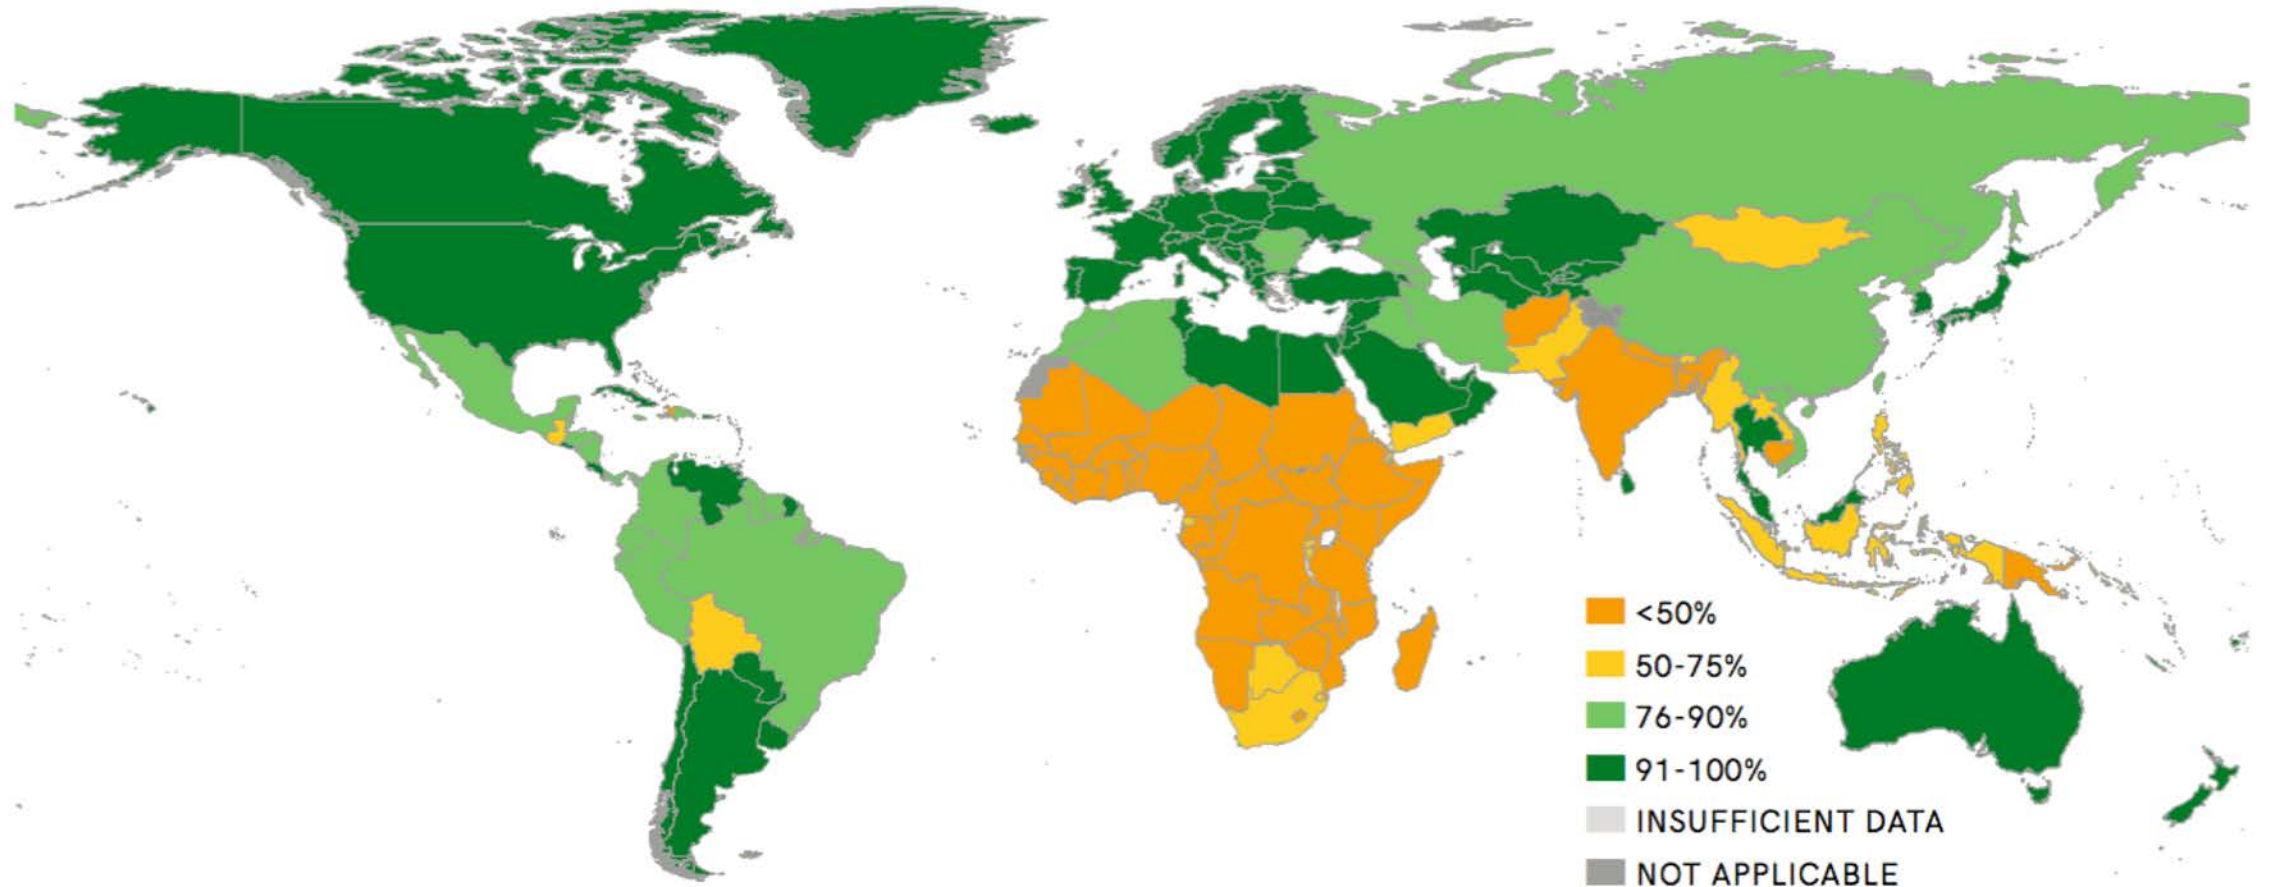 <50%
50-75%
76-90%
91-100%
INSUFFICIENT DATA
NOT APPLICABLE